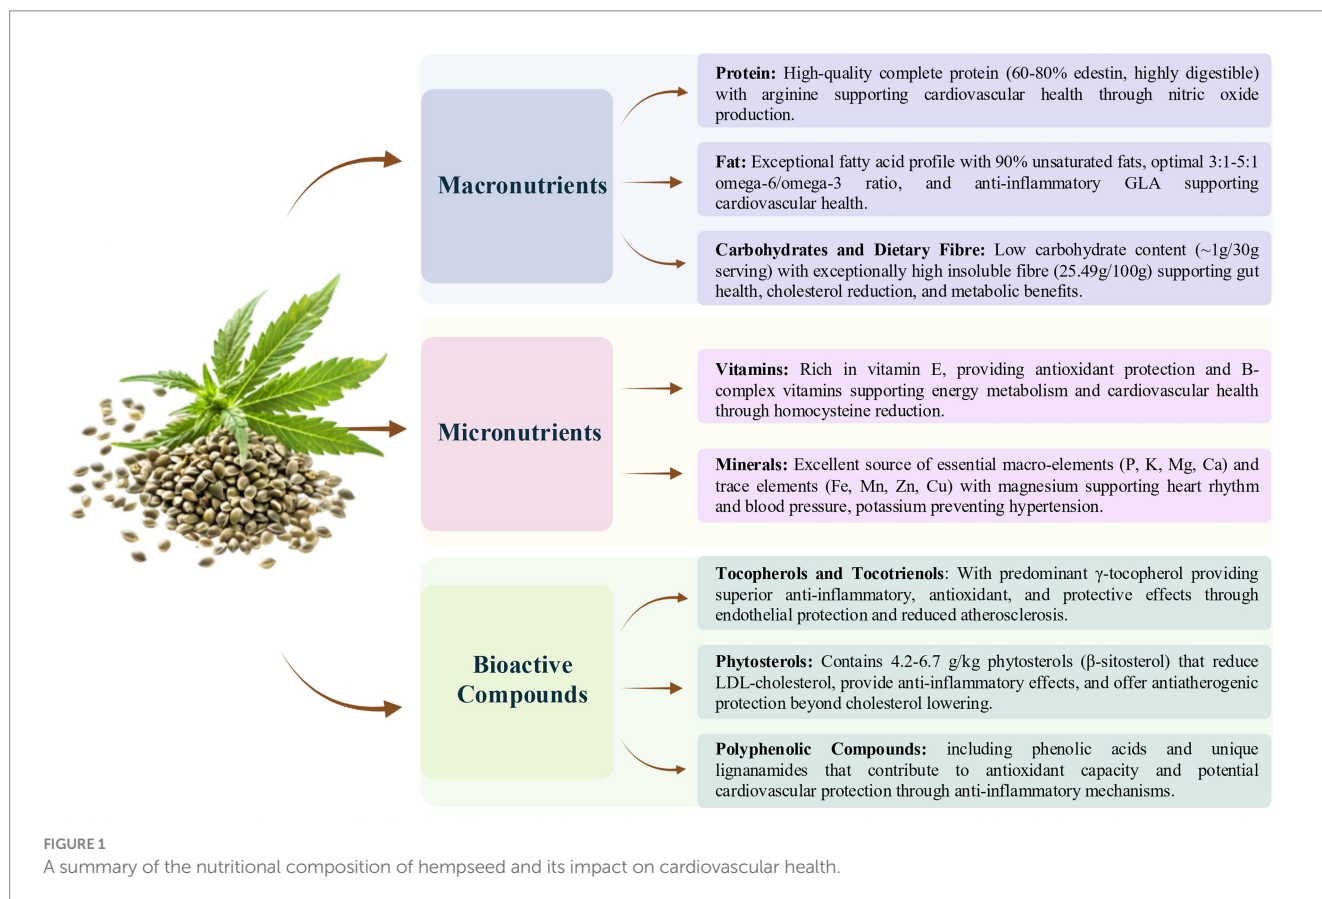 Macronutrients
Protein: High-quality complete protein (60-80% edestin, highly digestible)
with arginine supporting cardiovascular health through nitric oxide
production.
Fat: Exceptional fatty acid profile with 90% unsaturated fats, optimal 3:1-5:1
omega-6/omega-3 ratio, and anti-inflammatory GLA supporting
cardiovascular health.
Carbohydrates and Dietary Fibre: Low carbohydrate content (~1g/30g
serving) with exceptionally high insoluble fibre (25.49g/100g) supporting gut
health, cholesterol reduction, and metabolic benefits.
Micronutrients
Vitamins: Rich in vitamin E, providing antioxidant protection and B-
complex vitamins supporting energy metabolism and cardiovascular health
through homocysteine reduction.
Minerals: Excellent source of essential macro-elements (P, K, Mg, Ca) and
trace elements (Fe, Mn, Zn, Cu) with magnesium supporting heart rhythm
and blood pressure, potassium preventing hypertension.
Bioactive
Compounds
Tocopherols and Tocotrienols: With predominant γ-tocopherol providing
superior anti-inflammatory, antioxidant, and protective effects through
endothelial protection and reduced atherosclerosis.
Phytosterols: Contains 4.2-6.7 g/kg phytosterols (β-sitosterol) that reduce
LDL-cholesterol, provide anti-inflammatory effects, and offer antiatherogenic
protection beyond cholesterol lowering.
Polyphenolic Compounds: including phenolic acids and unique
lignanamides that contribute to antioxidant capacity and potential
cardiovascular protection through anti-inflammatory mechanisms.
FIGURE 1
A summary of the nutritional composition of hempseed and its impact on cardiovascular health.